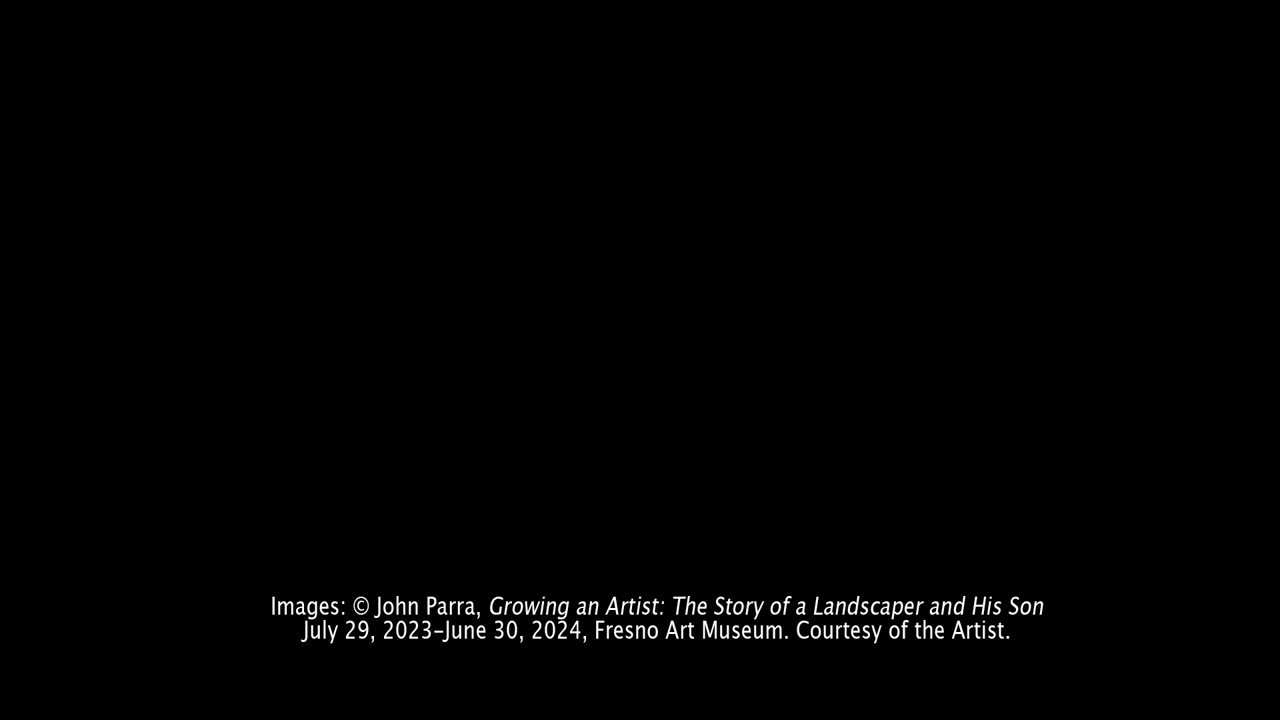 Images: © John Parra, Growing an Artist: The Story of a Landscaper and His Son
July 29, 2023–June 30, 2024, Fresno Art Museum. Courtesy of the Artist.